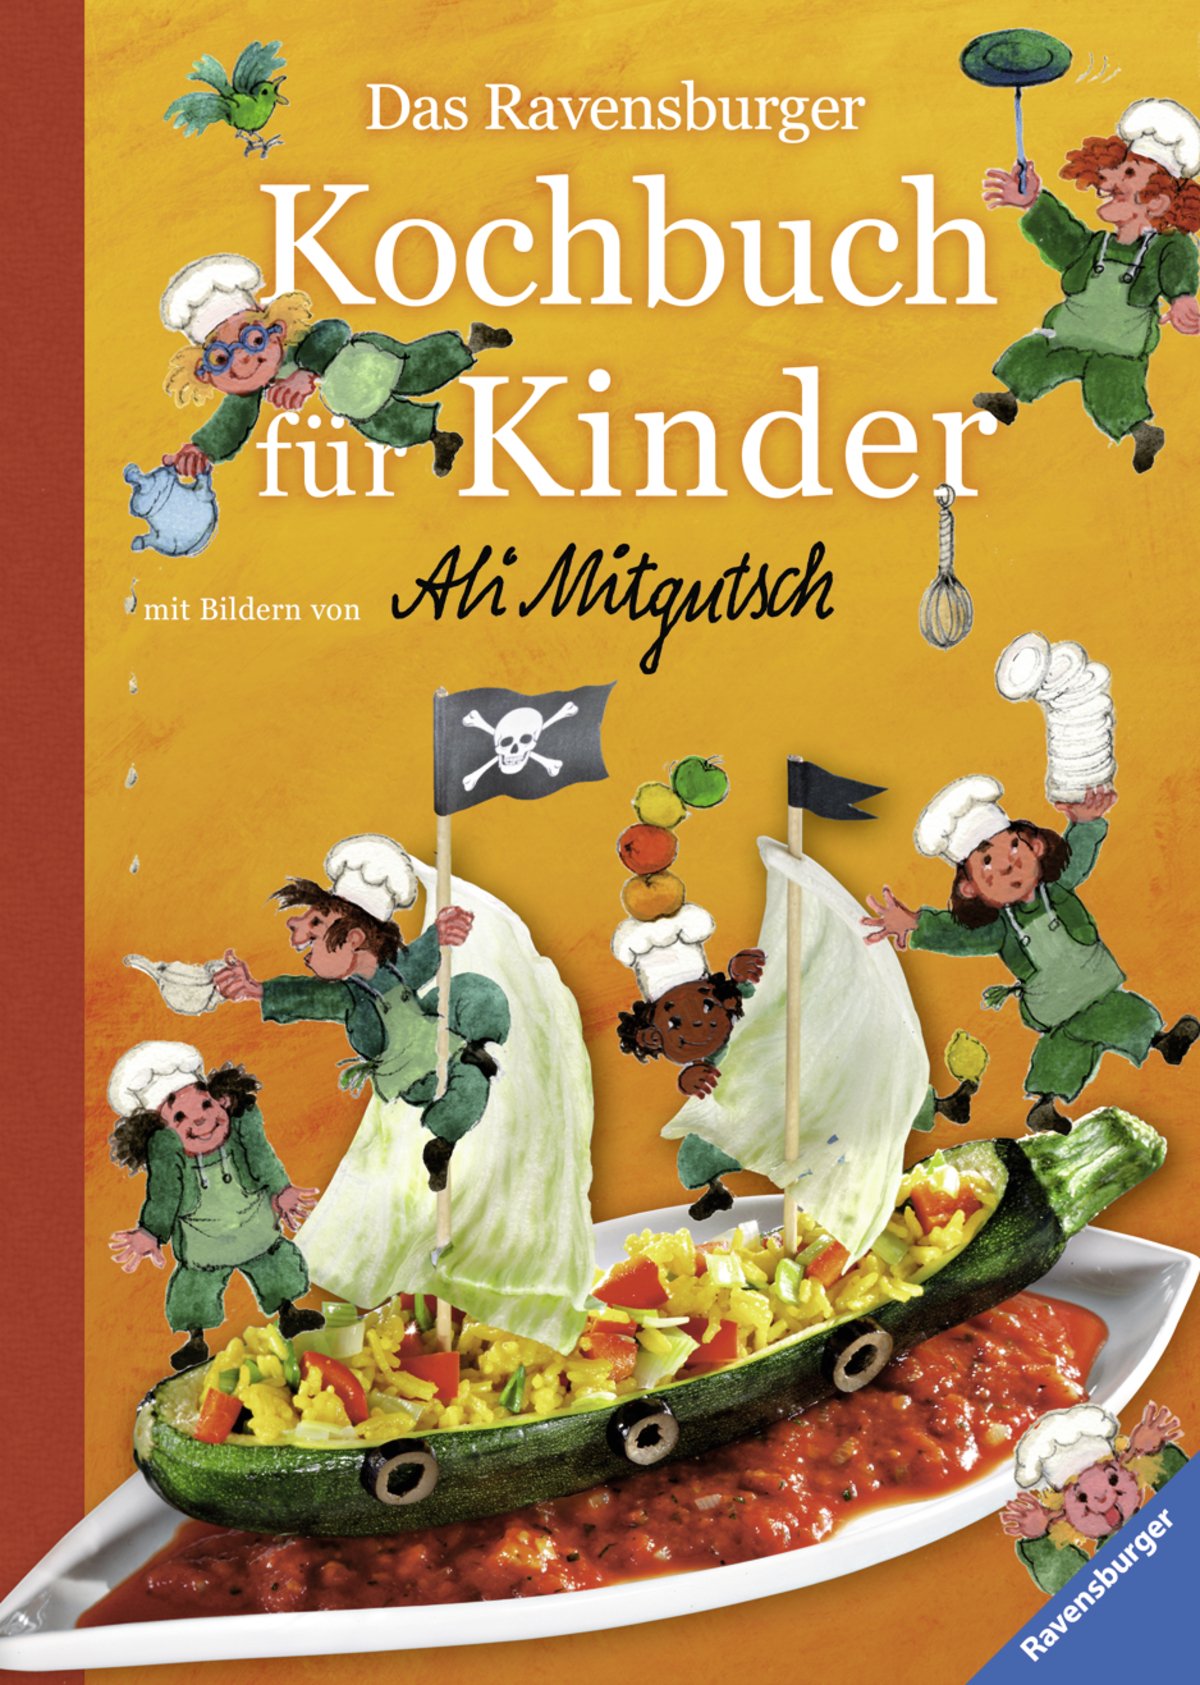 Das Ravensburger
Kochbuch
für Kinder
mit Bildern von Ali Mitgutsch
Ravensburger